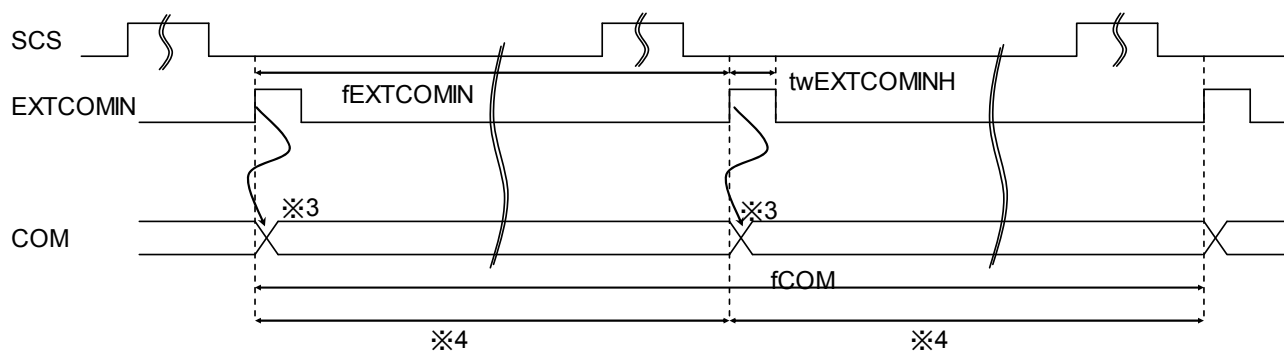 SCS
twEXTCOMINH
fEXTCOMIN
EXTCOMIN
※3
※3
COM
fCOM
※4
※4